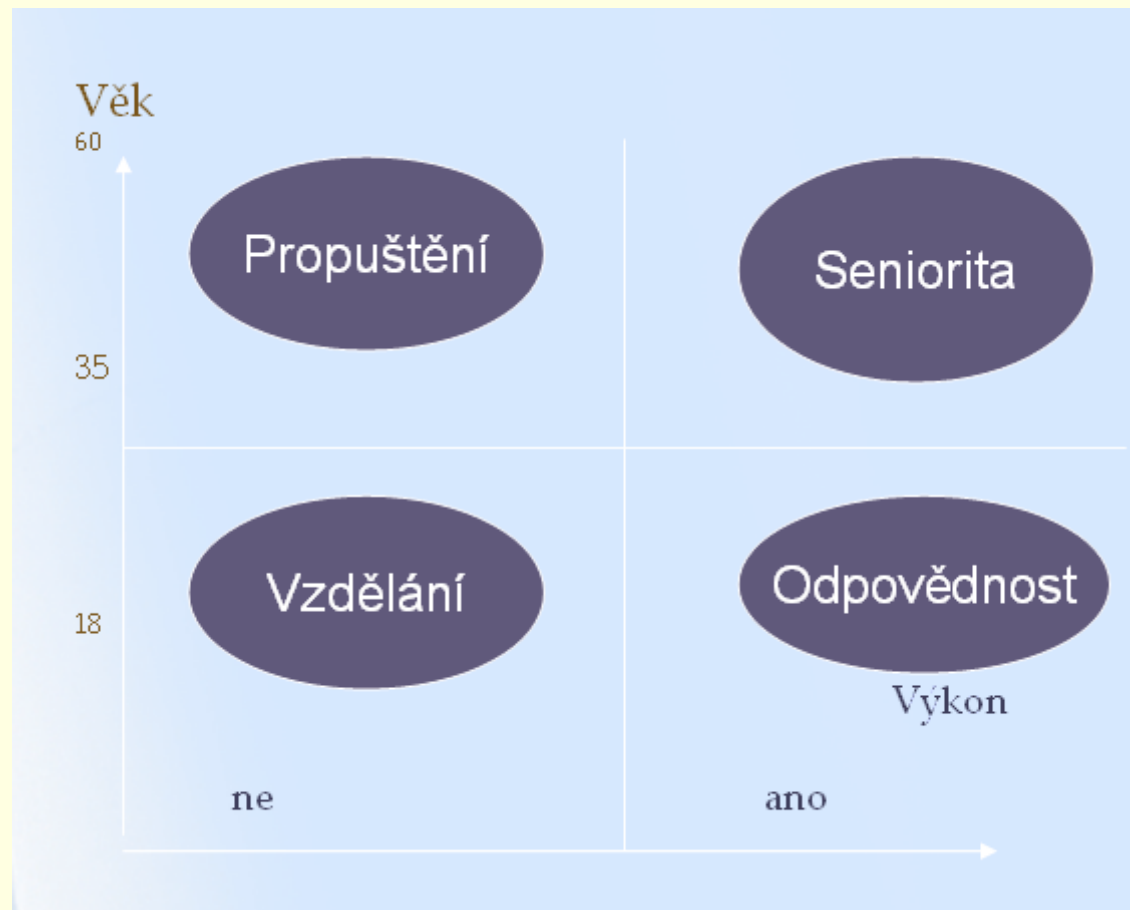 Věk
60
Propuštění
Seniorita
35
Vzdělání
Odpovědnost
18
Výkon
ne
ano